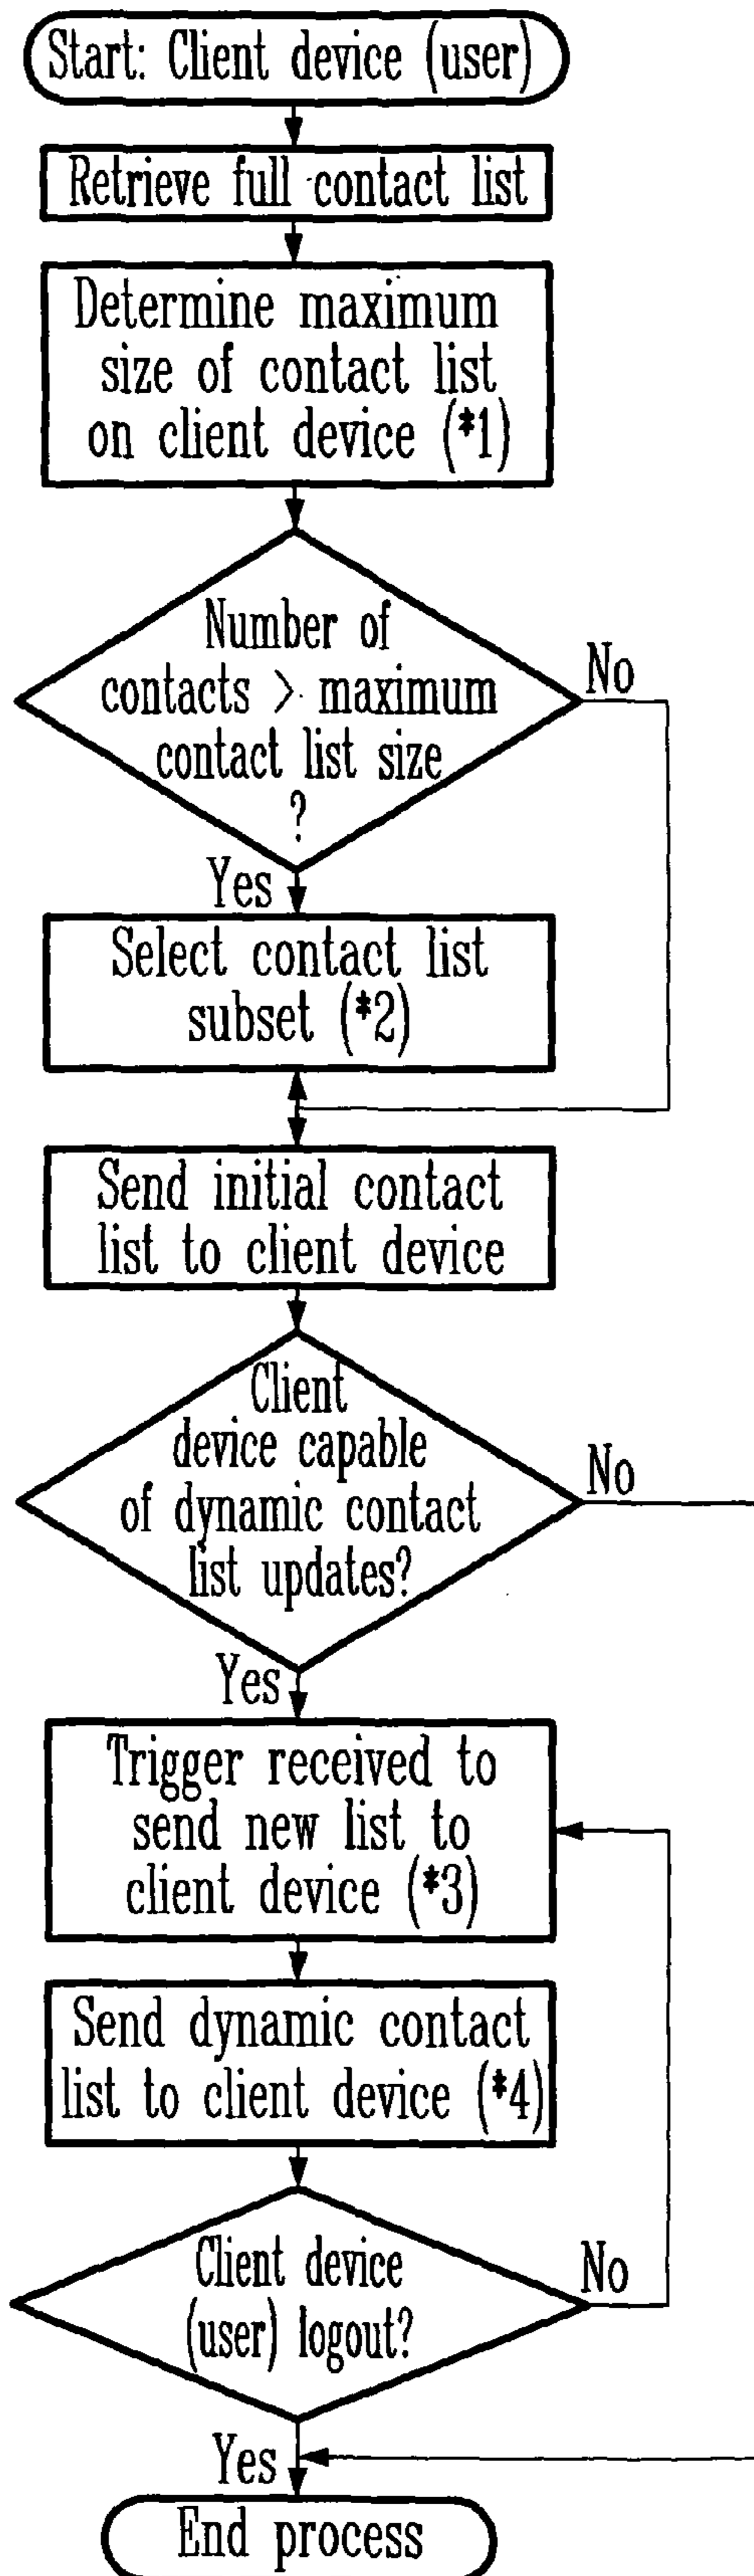 Start: Client device (user)
Retrieve full contact list
Determine maximum
size of contact list
on client device (*1)
Number of
contacts > maximum
contact list size
?
No
Yes
Select contact list
subset (*2)
Send initial contact
list to client device
Client
device capable
of dynamic contact
list updates?
No
Yes
Trigger received to
send new list to
client device (*3)
Send dynamic contact
list to client device (*4)
Client device
(user) logout?
No
Yes
End process